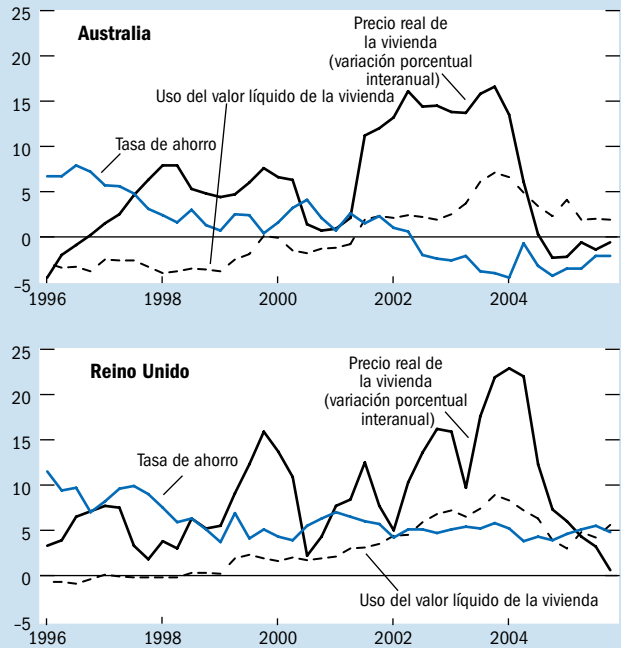 25
20
15
10
5
0
−5
Australia
Precio real de
la vivienda
(variación porcentual
interanual)
Uso del valor líquido de la vivienda
Tasa de ahorro
1996
1998
2000
2002
2004
25
20
15
10
5
0
−5
Reino Unido
Precio real de
la vivienda
(variación porcentual
interanual)
Tasa de ahorro
Uso del valor líquido de la vivienda
1996
1998
2000
2002
2004